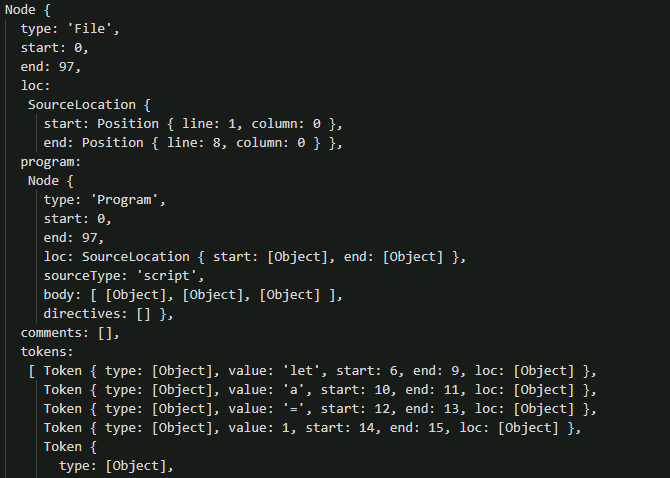 Node {
  type: 'File',
  start: 0,
  end: 97,
  loc:
   SourceLocation {
     start: Position { line: 1, column: 0 },
     end: Position { line: 8, column: 0 } },
  program:
   Node {
     type: 'Program',
     start: 0,
     end: 97,
     loc: SourceLocation { start: [Object], end: [Object] },
     sourceType: 'script',
     body: [ [Object], [Object], [Object] ],
     directives: [] },
  comments: [],
  tokens:
   [ Token { type: [Object], value: 'let', start: 6, end: 9, loc: [Object] },
     Token { type: [Object], value: 'a', start: 10, end: 11, loc: [Object] },
     Token { type: [Object], value: '=', start: 12, end: 13, loc: [Object] },
     Token { type: [Object], value: 1, start: 14, end: 15, loc: [Object] },
     Token {
       type: [Object],